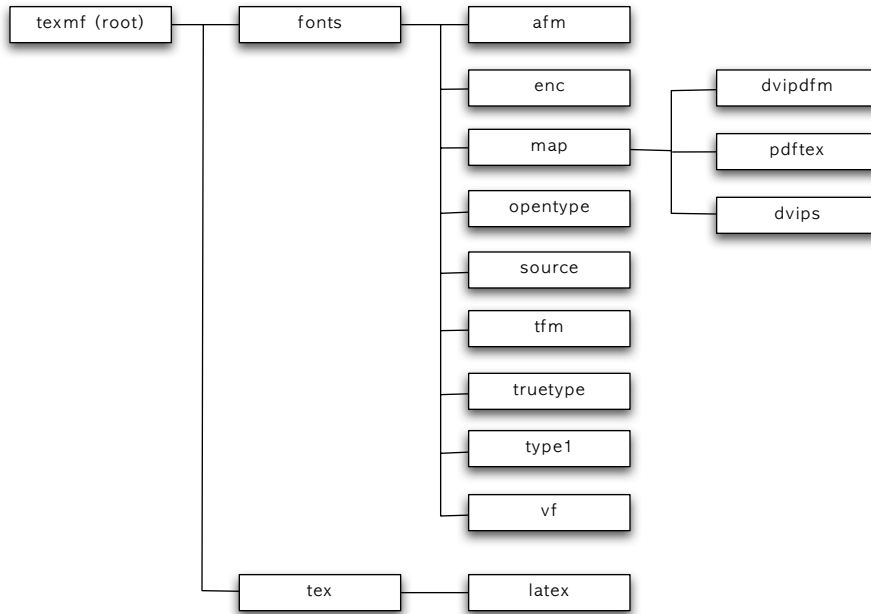 texmf (root)
fonts
afm
enc
map
dvipdfm
pdftex
dvips
opentype
source
tfm
truetype
type1
vf
tex
latex